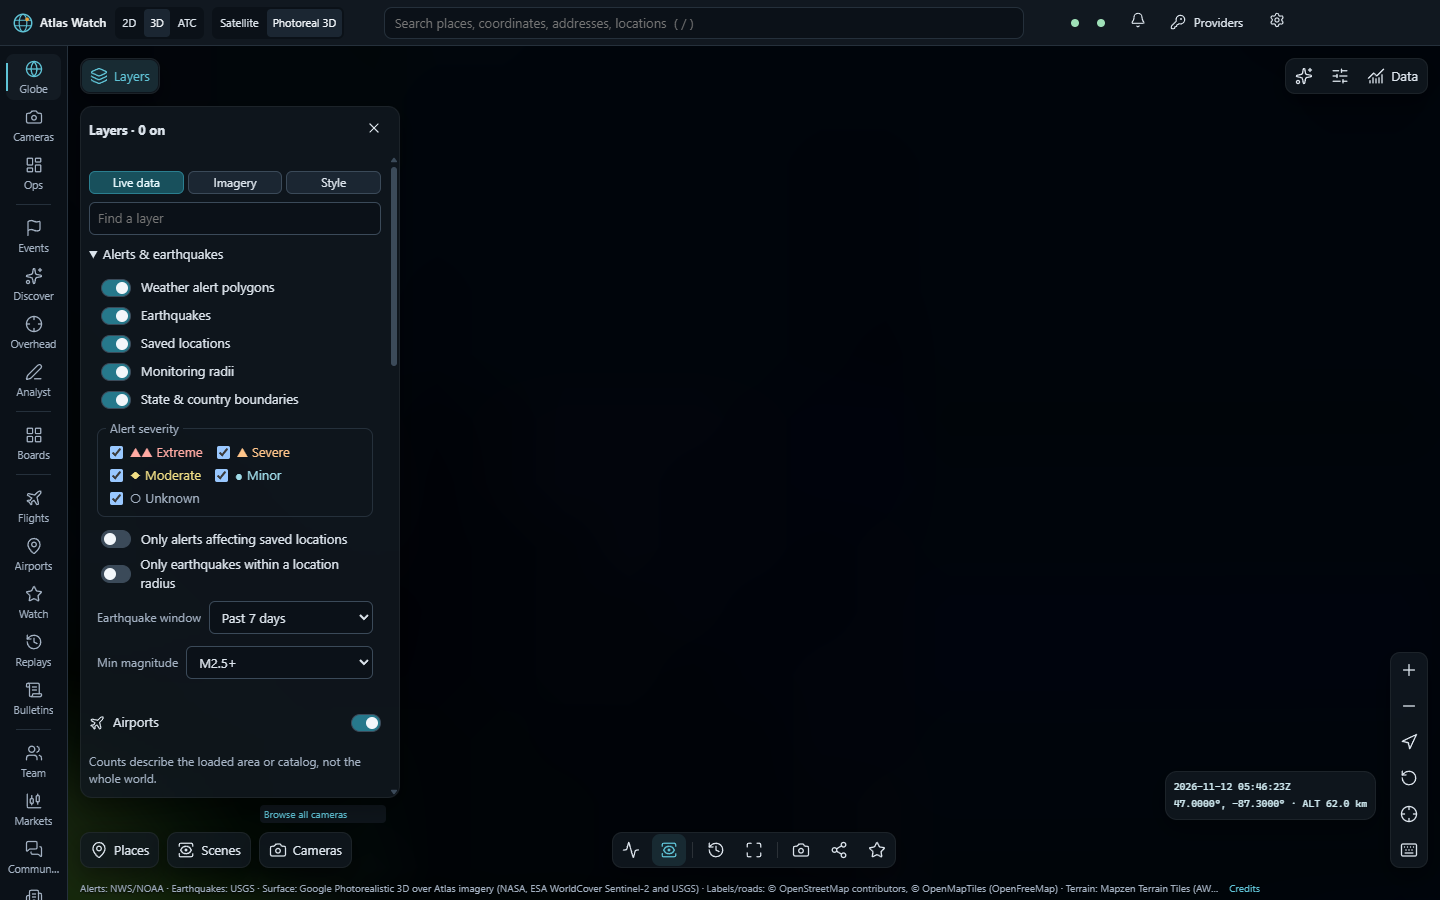 Atlas Watch
2D 3D ATC
Satellite Photoreal 3D
Search places, coordinates, addresses, locations ( / )
Providers
Globe
Cameras
Ops
Events
Discover
Overhead
Analyst
Boards
Flights
Airports
Watch
Replays
Bulletins
Team
Markets
Commun...
Layers
Data
Layers · 0 on
Live data Imagery Style
Find a layer
▼ Alerts & earthquakes
Weather alert polygons
Earthquakes
Saved locations
Monitoring radii
State & country boundaries
Alert severity
Extreme Severe
Moderate Minor
Unknown
Only alerts affecting saved locations
Only earthquakes within a location
radius
Earthquake window Past 7 days
Min magnitude M2.5+
Airports
Counts describe the loaded area or catalog, not the
whole world.
Browse all cameras
Places Scenes Cameras
2026-11-12 05:46:23Z
47.0000°, -87.3000° · ALT 62.0 km
Alerts: NWS/NOAA · Earthquakes: USGS · Surface: Google Photorealistic 3D over Atlas imagery (NASA, ESA WorldCover Sentinel-2 and USGS) · Labels/roads: © OpenStreetMap contributors, © OpenMapTiles (OpenFreeMap) · Terrain: Mapzen Terrain Tiles (AW... Credits